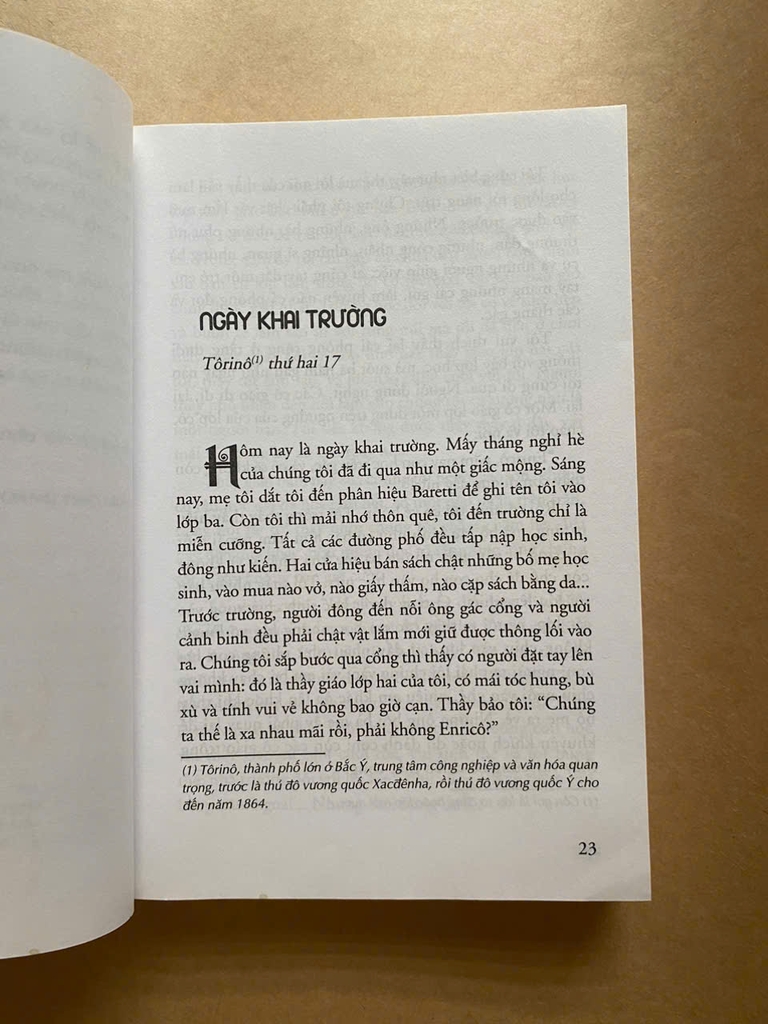 NGÀY KHAI TRƯỜNG
Tôrinô(1) thứ hai 17
Hôm nay là ngày khai trường. Mấy tháng nghỉ hè
của chúng tôi đã đi qua như một giấc mộng. Sáng
nay, mẹ tôi dắt tôi đến phân hiệu Baretti để ghi tên tôi vào
lớp ba. Còn tôi thì mải nhớ thôn quê, tôi đến trường chỉ là
miễn cưỡng. Tất cả các đường phố đều tấp nập học sinh,
đông như kiến. Hai cửa hiệu bán sách chật những bố mẹ học
sinh, vào mua nào vở, nào giấy thấm, nào cặp sách bằng da...
Trước trường, người đông đến nỗi ông gác cổng và người
cảnh binh đều phải chật vật lắm mới giữ được thông lối vào
ra. Chúng tôi sắp bước qua cổng thì thấy có người đặt tay lên
vai mình: đó là thầy giáo lớp hai của tôi, có mái tóc hung, bù
xù và tính vui vẻ không bao giờ cạn. Thầy bảo tôi: “Chúng
ta thế là xa nhau mãi rồi, phải không Enricô?”
(1) Tôrinô, thành phố lớn ở Bắc Ý, trung tâm công nghiệp và văn hóa quan
trọng, trước là thủ đô vương quốc Xacđênha, rồi thủ đô vương quốc Ý cho
đến năm 1864.
23